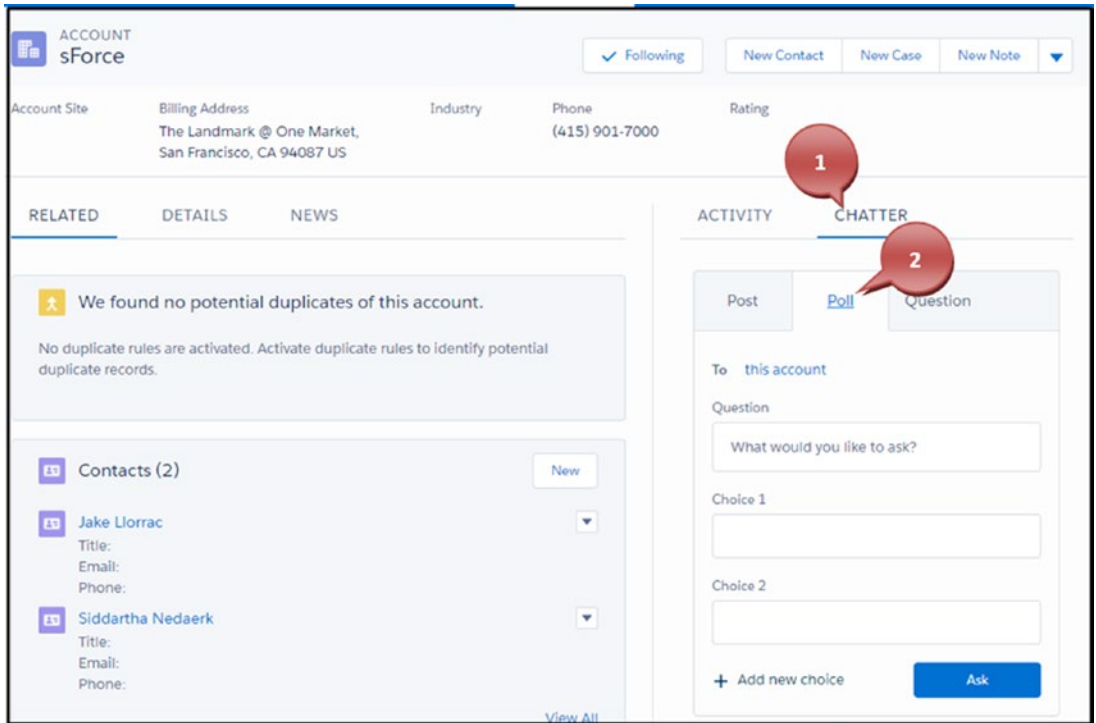 ACCOUNT
sForce
Following
New Contact
New Case
New Note
Account Site
Billing Address
The Landmark @ One Market,
San Francisco, CA 94087 US
Industry
Phone
(415) 901-7000
Rating
1
RELATED
DETAILS
NEWS
ACTIVITY
CHATTER
2
We found no potential duplicates of this account.
No duplicate rules are activated. Activate duplicate rules to identify potential
duplicate records.
Contacts (2)
New
Jake Llorrac
Title:
Email:
Phone:
Siddartha Nedaerk
Title:
Email:
Phone:
View All
Post
Poll
Question
To this account
Question
What would you like to ask?
Choice 1
Choice 2
Add new choice
Ask